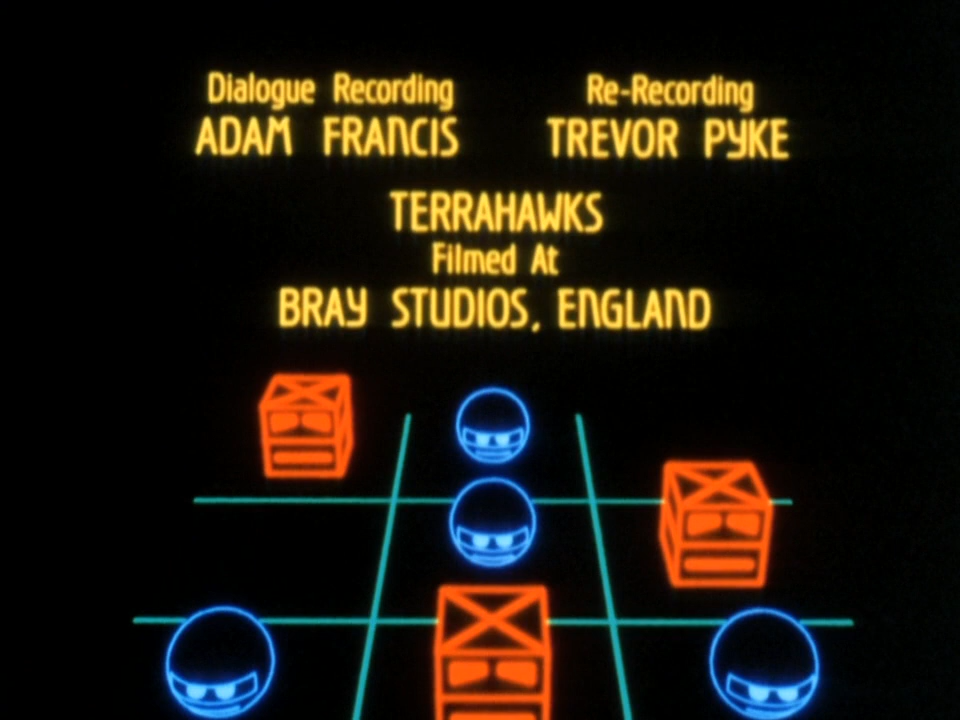 Dialogue Recording
ADAM FRANCIS
Re-Recording
TREVOR PYKE
TERRAHAWKS
Filmed At
BRAY STUDIOS, ENGLAND